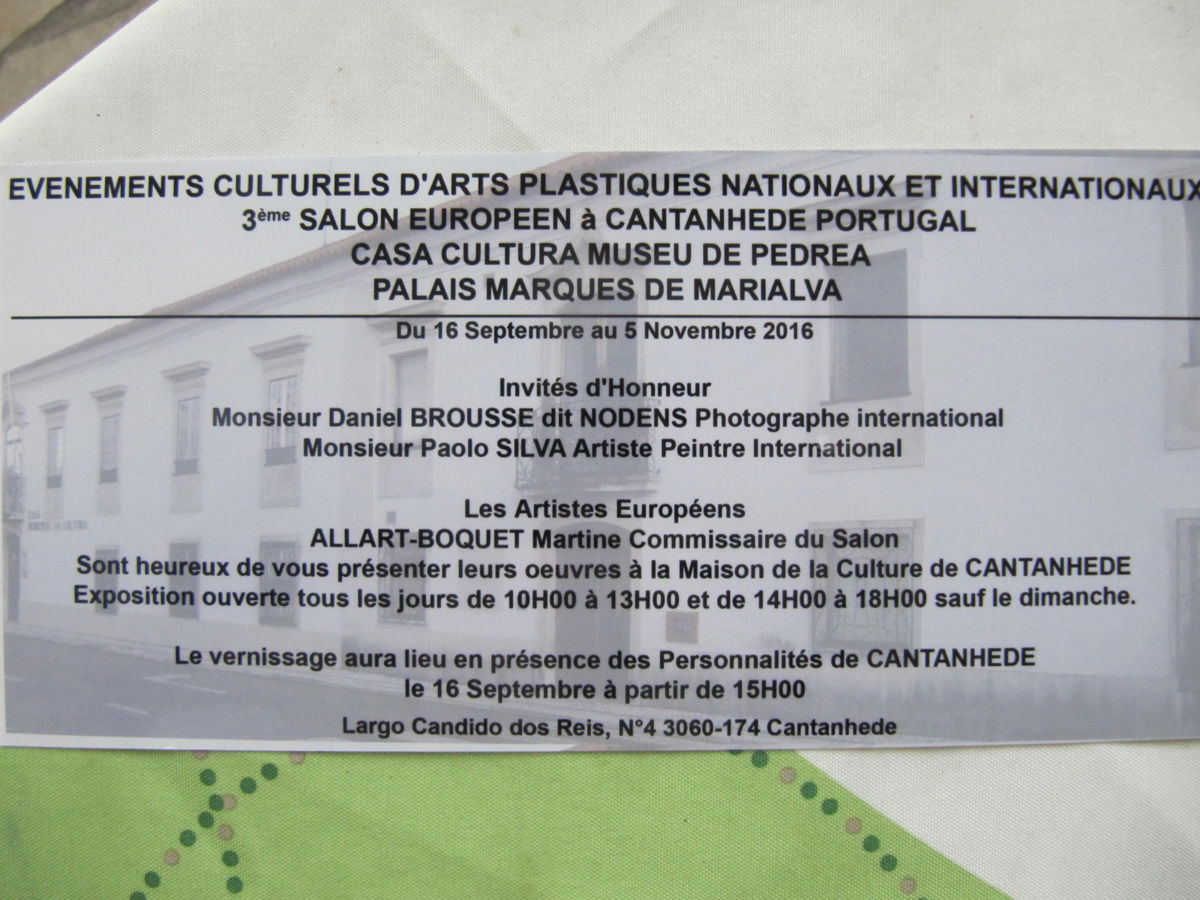 EVENEMENTS CULTURELS D'ARTS PLASTIQUES NATIONAUX ET INTERNATIONAUX
3ème SALON EUROPEEN à CANTANHEDE PORTUGAL
CASA CULTURA MUSEU DE PEDREA
PALAIS MARQUES DE MARIALVA
Du 16 Septembre au 5 Novembre 2016
Invités d'Honneur
Monsieur Daniel BROUSSE dit NODENS Photographe international
Monsieur Paolo SILVA Artiste Peintre International
Les Artistes Européens
ALLART-BOQUET Martine Commissaire du Salon
Sont heureux de vous présenter leurs oeuvres à la Maison de la Culture de CANTANHEDE
Exposition ouverte tous les jours de 10H00 à 13H00 et de 14H00 à 18H00 sauf le dimanche.
Le vernissage aura lieu en présence des Personnalités de CANTANHEDE
le 16 Septembre à partir de 15H00
Largo Candido dos Reis, N°4 3060-174 Cantanhede